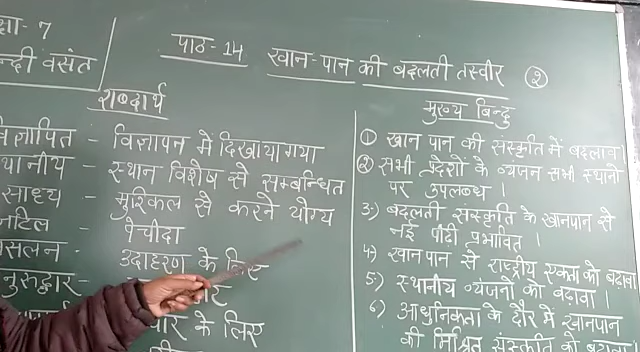 पाठ-14 खान-पान की बदलती तस्वीर ②
न्दी वसंत
शब्दार्थ
विज्ञापन में दिखाया गया
स्थान विशेष से सम्बन्धित
साध्य - मुश्किल से करने योग्य
पेचीदा
उदाहरण के लिए
के लिए
मुख्य बिन्दु
① खान पान की संस्कृति में बदलाव।
② सभी प्रदेशों के व्यंजन सभी स्थानों
पर उपलब्ध।
3:) बदलती संस्कृति के खानपान से
नई पीढ़ी प्रभावित।
4) खानपान से राष्ट्रीय एकता को बढ़ावा
5) स्थानीय व्यंजनों को बढ़ावा।
6) आधुनिकता के दौर में खानपान
की मिश्रित संस्कृति को बढ़ावा